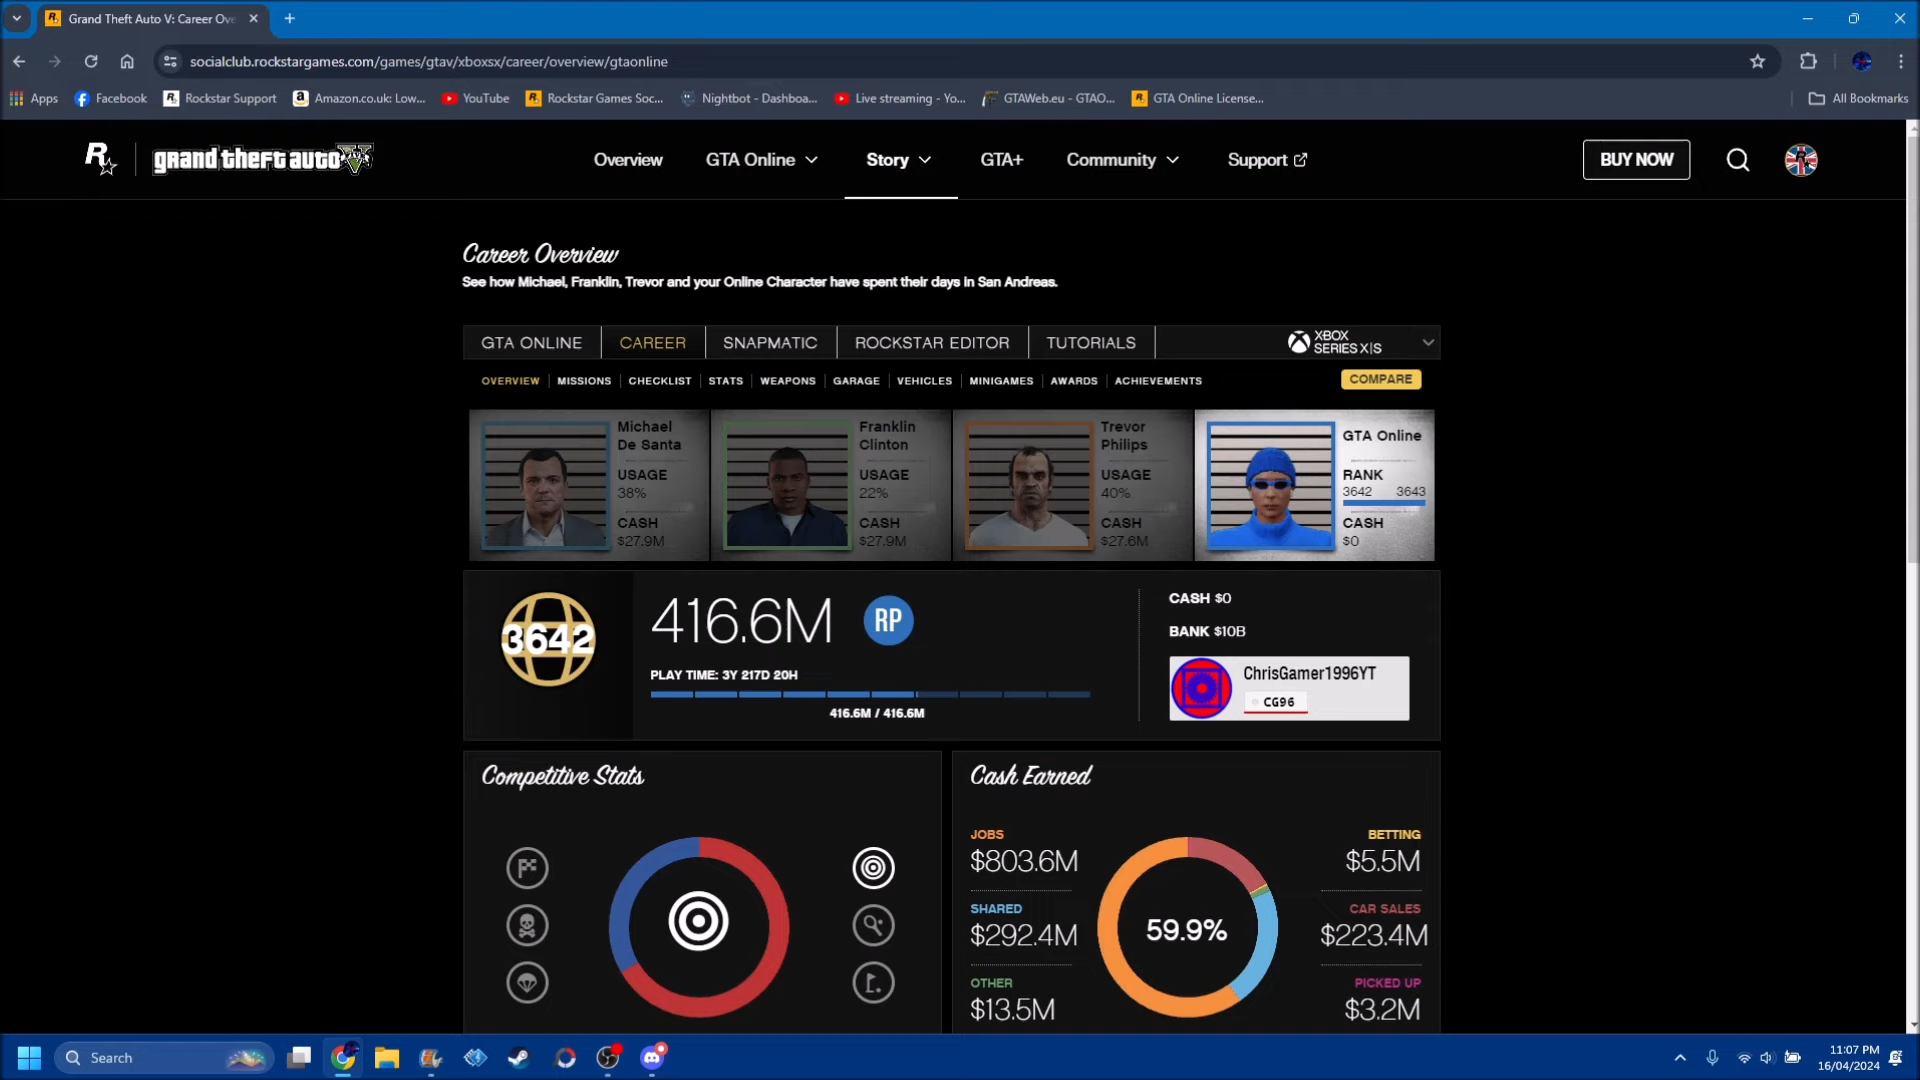 Grand Theft Auto V: Career Ove
socialclub.rockstargames.com/games/gtav/xboxsx/career/overview/gtaonline
Apps Facebook Rockstar Support Amazon.co.uk: Low... YouTube Rockstar Games Soc... Nightbot - Dashboa... Live streaming - Yo... GTAWeb.eu - GTAO... GTA Online License... All Bookmarks
R grand theft auto V Overview GTA Online Story GTA+ Community Support BUY NOW
Career Overview
See how Michael, Franklin, Trevor and your Online Character have spent their days in San Andreas.
GTA ONLINE CAREER SNAPMATIC ROCKSTAR EDITOR TUTORIALS XBOX SERIES X|S
OVERVIEW MISSIONS CHECKLIST STATS WEAPONS GARAGE VEHICLES MINIGAMES AWARDS ACHIEVEMENTS COMPARE
Michael
De Santa
USAGE
38%
CASH
$27.9M
Franklin
Clinton
USAGE
22%
CASH
$27.9M
Trevor
Philips
USAGE
40%
CASH
$27.6M
GTA Online
RANK
3642 3643
CASH
$0
3642
416.6M RP
PLAY TIME: 3Y 217D 20H
416.6M / 416.6M
CASH $0
BANK $10B
ChrisGamer1996YT
CG96
Competitive Stats
Cash Earned
JOBS
$803.6M
SHARED
$292.4M
OTHER
$13.5M
59.9%
BETTING
$5.5M
CAR SALES
$223.4M
PICKED UP
$3.2M
Search
11:07 PM
16/04/2024